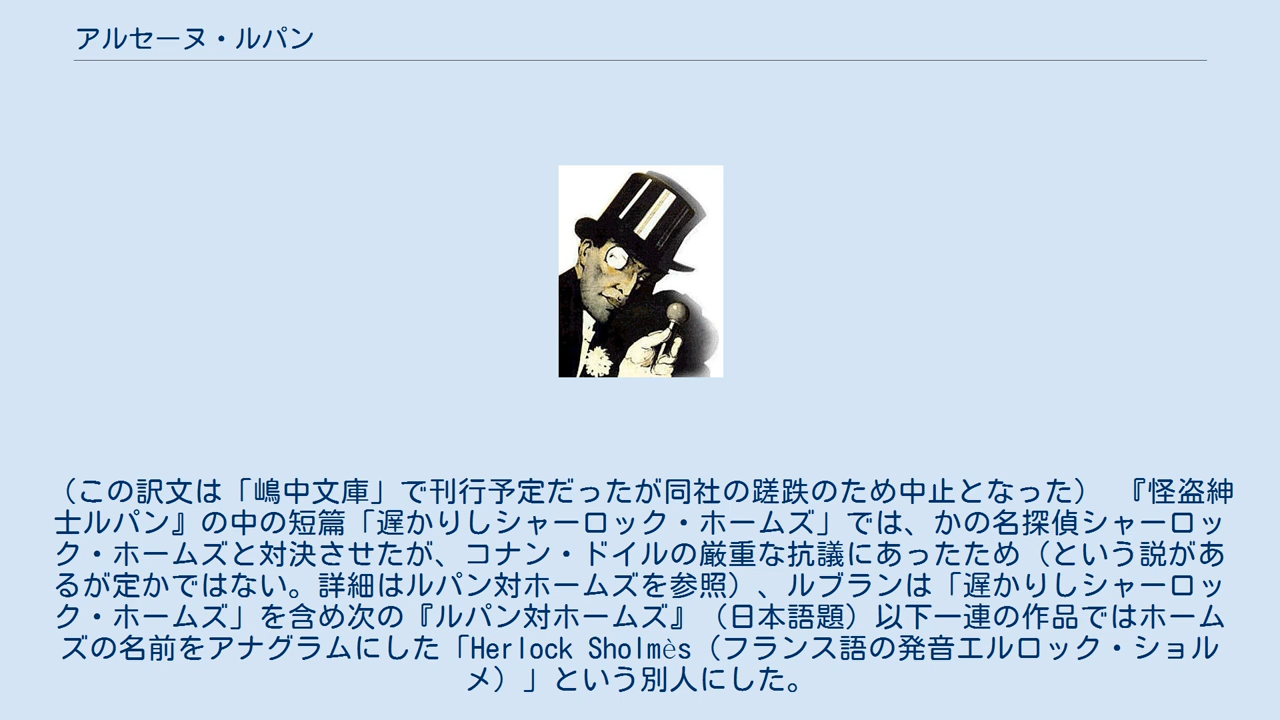 アルセーヌ・ルパン
（この訳文は「嶋中文庫」で刊行予定だったが同社の蹉跌のため中止となった）　『怪盗紳
士ルパン』の中の短篇「遅かりしシャーロック・ホームズ」では、かの名探偵シャーロッ
ク・ホームズと対決させたが、コナン・ドイルの厳重な抗議にあったため（という説があ
るが定かではない。詳細はルパン対ホームズを参照）、ルブランは「遅かりしシャーロッ
ク・ホームズ」を含め次の『ルパン対ホームズ』（日本語題）以下一連の作品ではホーム
ズの名前をアナグラムにした「Herlock Sholmès（フランス語の発音エルロック・ショル
メ）」という別人にした。